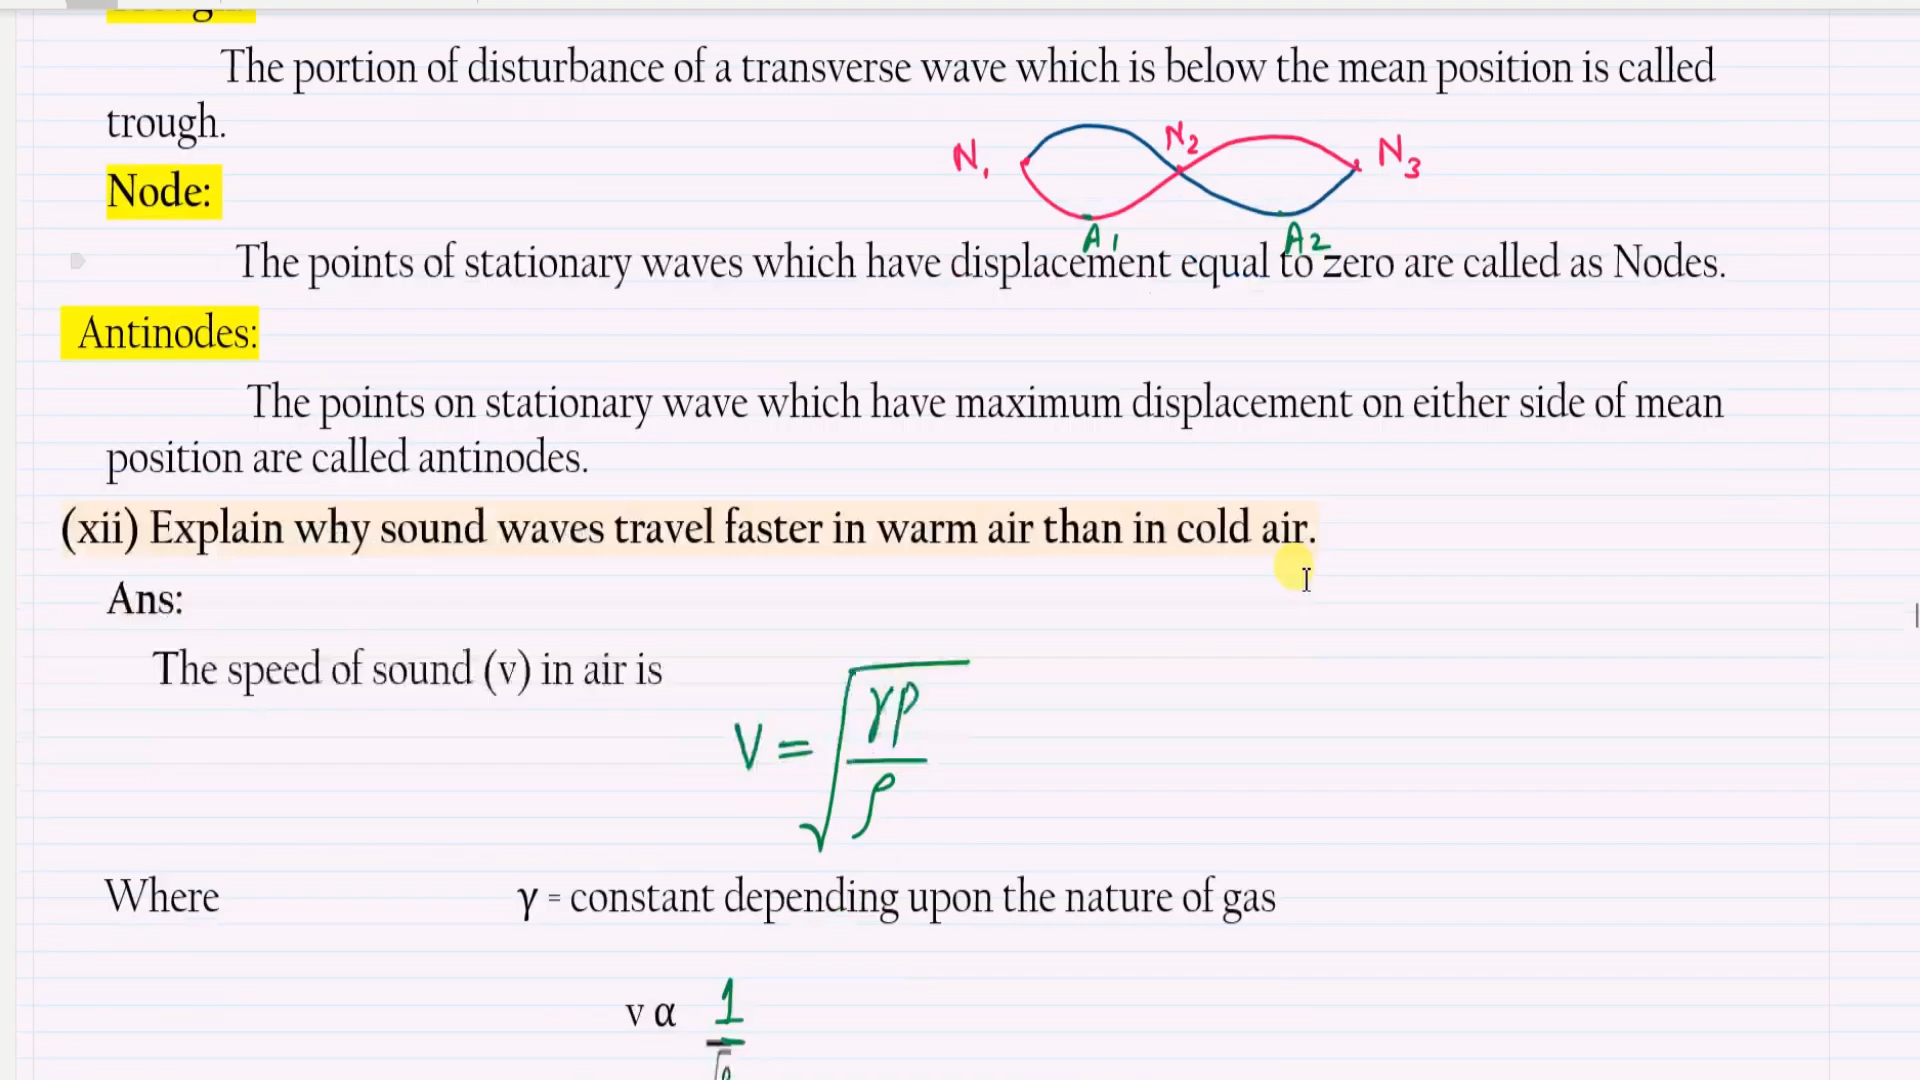 The portion of disturbance of a transverse wave which is below the mean position is called
trough.
N1 N2 N3
Node:
A1 A2
The points of stationary waves which have displacement equal to zero are called as Nodes.
Antinodes:
The points on stationary wave which have maximum displacement on either side of mean
position are called antinodes.
(xii) Explain why sound waves travel faster in warm air than in cold air.
Ans:
The speed of sound (v) in air is
V = √(γP/ρ)
Where γ = constant depending upon the nature of gas
v α 1/√ρ